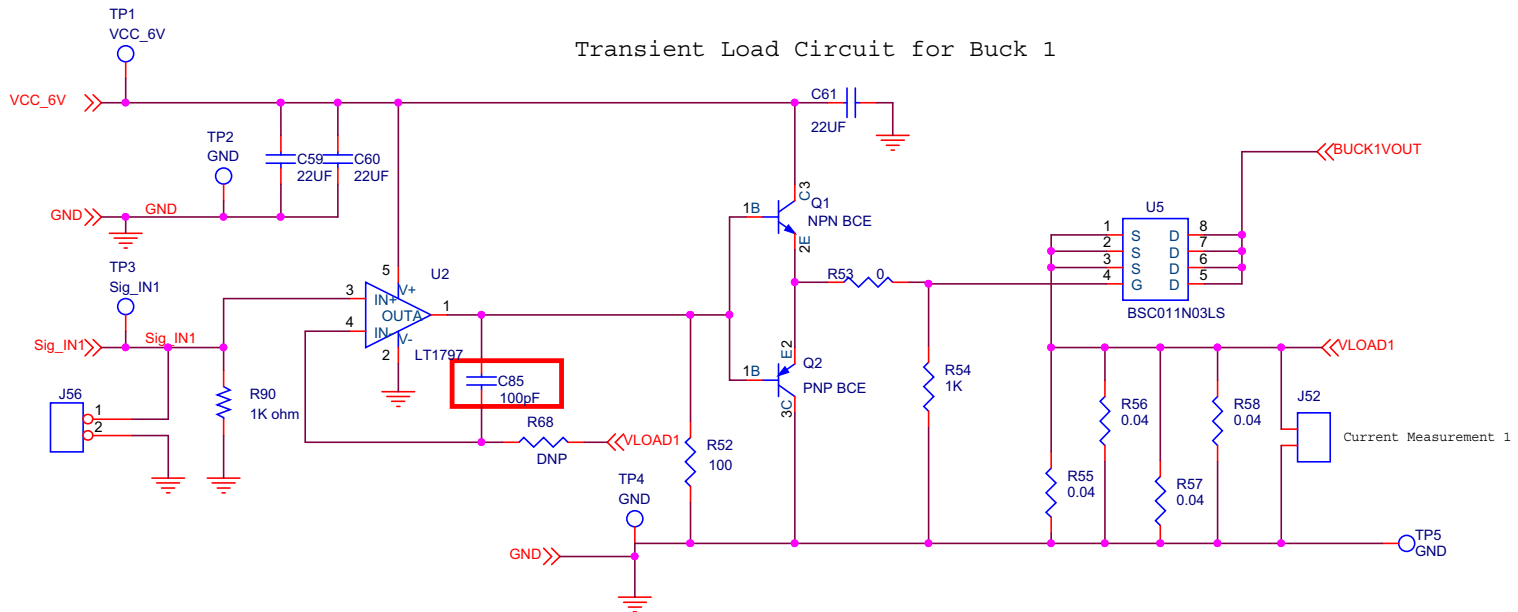 Transient Load Circuit for Buck 1
TP1
VCC_6V
VCC_6V
C61
22UF
TP2
GND
C59
22UF
C60
22UF
GND
GND
BUCK1VOUT
C 3
1B
Q1
NPN BCE
2E
U5
1 S D 8
2 S D 7
3 S D 6
4 G D 5
BSC011N03LS
TP3
Sig_IN1
Sig_IN1
Sig_IN1
5
U2
V+
3
IN+
OUTA
1
4
IN-
V-
2
LT1797
R53
0
E 2
1B
Q2
PNP BCE
3C
VLOAD1
C85
100pF
R54
1K
J56
1
2
R90
1K ohm
R68
DNP
VLOAD1
R52
100
R56
0.04
R58
0.04
J52
Current Measurement 1
R55
0.04
R57
0.04
TP4
GND
GND
TP5
GND